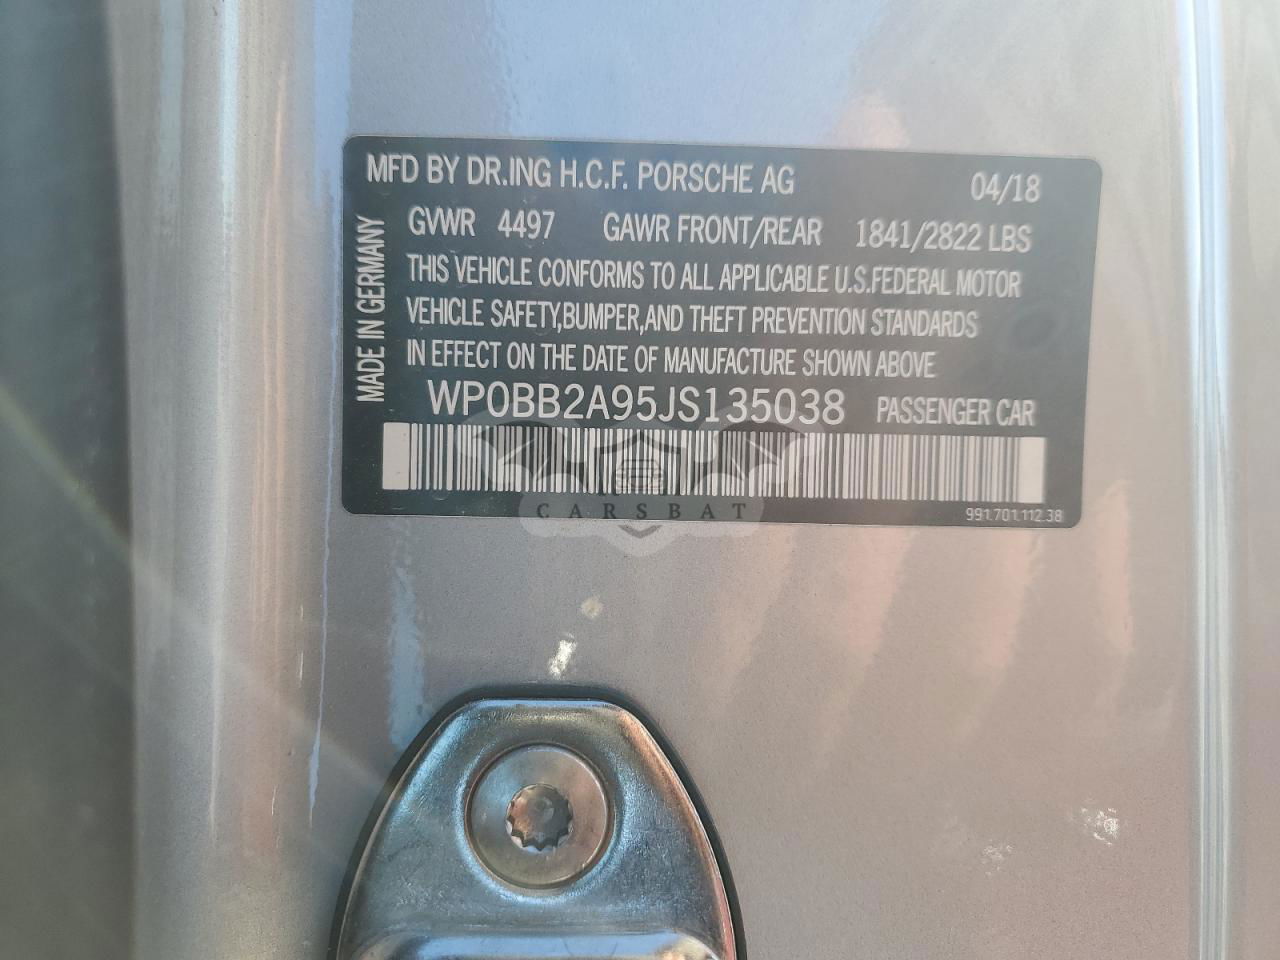 MFD BY DR.ING H.C.F. PORSCHE AG 04/18
GVWR 4497 GAWR FRONT/REAR 1841/2822 LBS
THIS VEHICLE CONFORMS TO ALL APPLICABLE U.S.FEDERAL MOTOR
VEHICLE SAFETY,BUMPER,AND THEFT PREVENTION STANDARDS
IN EFFECT ON THE DATE OF MANUFACTURE SHOWN ABOVE
WP0BB2A95JS135038 PASSENGER CAR
MADE IN GERMANY
CARSBAT
991.701.112.38